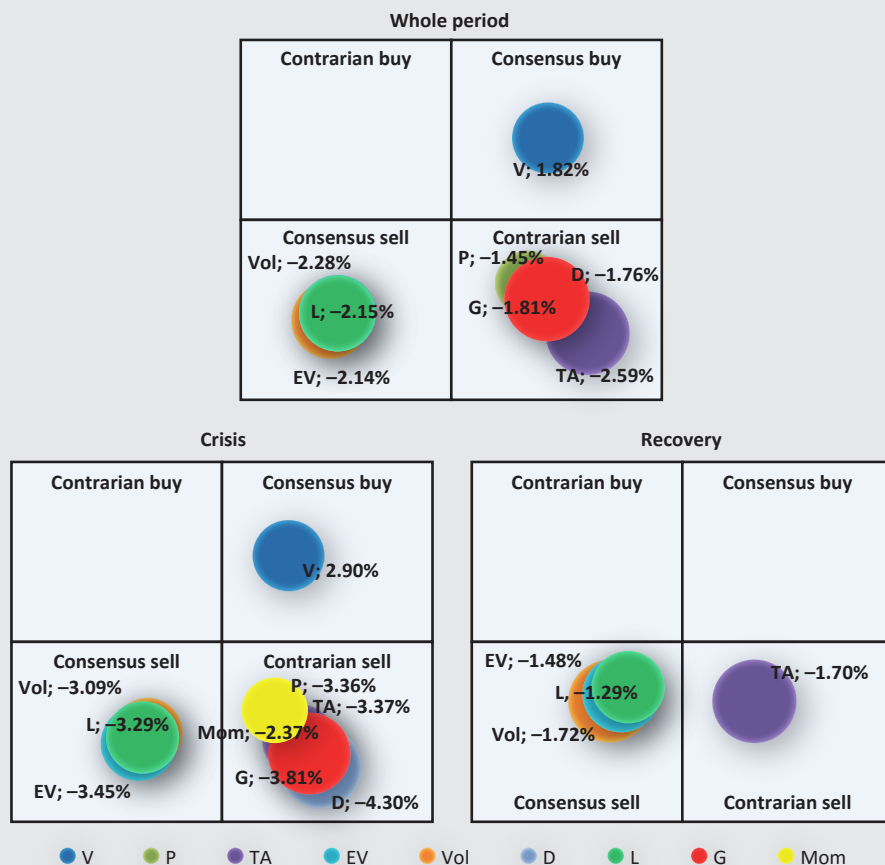 Whole period
Contrarian buy
Consensus buy
V; 1.82%
Consensus sell
Contrarian sell
Vol; –2.28%
P; –1.45%
D; –1.76%
L; –2.15%
G; –1.81%
EV; –2.14%
TA; –2.59%
Crisis
Contrarian buy
Consensus buy
V; 2.90%
Consensus sell
Contrarian sell
Vol; –3.09%
P; –3.36%
TA; –3.37%
L; –3.29%
Mom; –2.37%
G; –3.81%
EV; –3.45%
D; –4.30%
Recovery
Contrarian buy
Consensus buy
EV; –1.48%
TA; –1.70%
L, –1.29%
Vol; –1.72%
Consensus sell
Contrarian sell
V P TA EV Vol D L G Mom